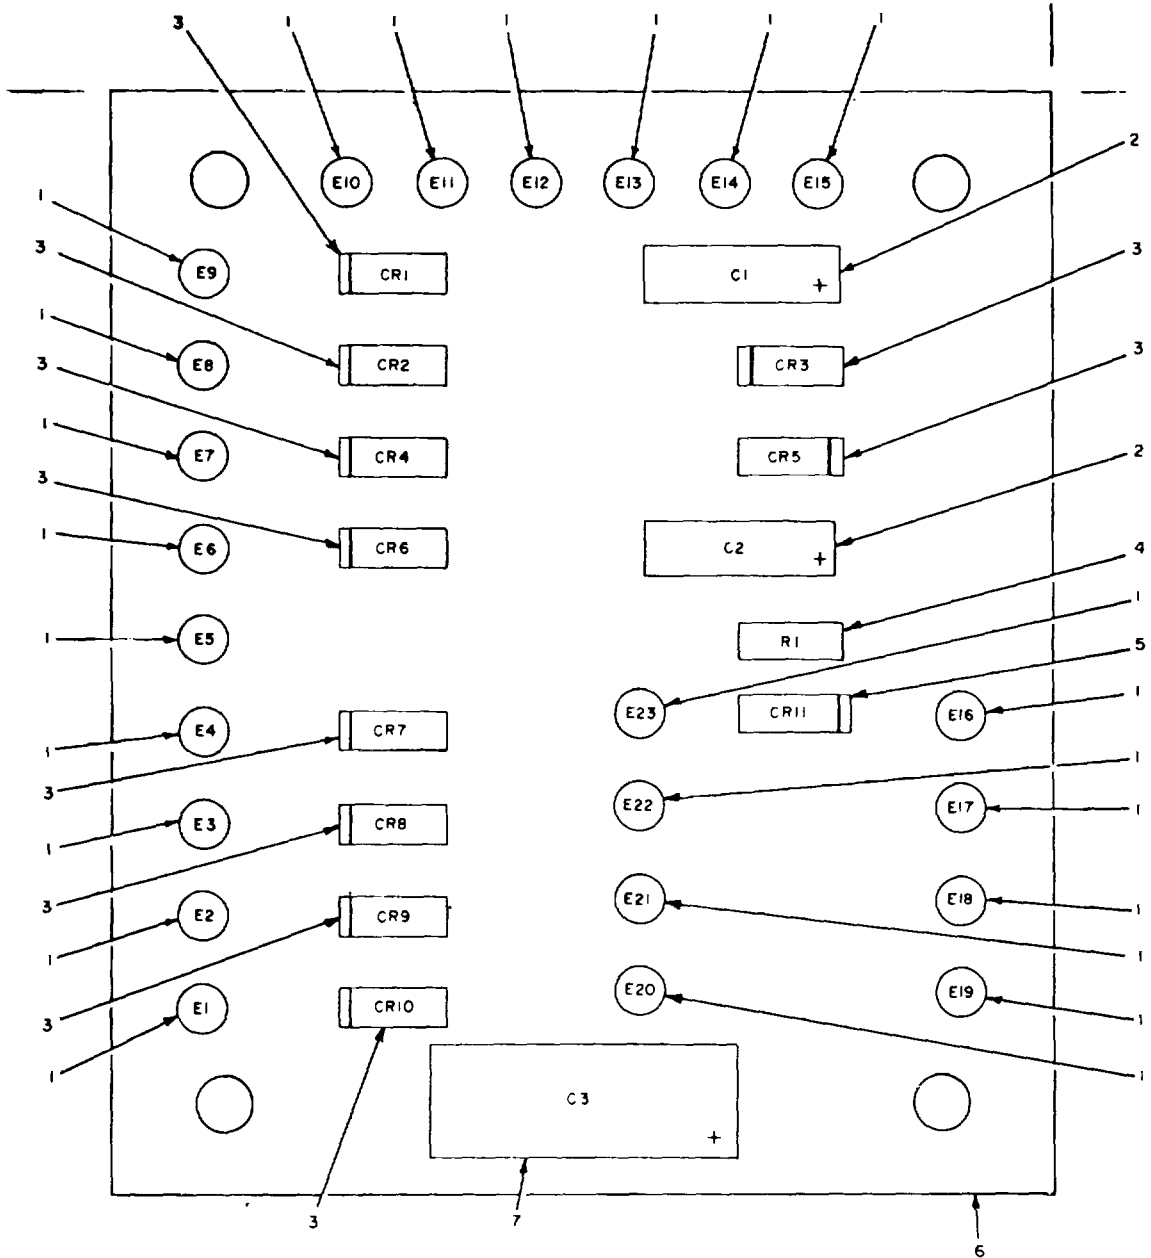 3 1 1 1 1 1 1
2
E10 E11 E12 E13 E14 E15
1
3 3
E9 CR1 C1 +
1
3 E8 CR2 CR3 3
1
E7 CR4 CR5 2
3
1 E6 CR6 C2 + 4
1
1 E5 R1 5
E23 CR11 E16 1
E4 CR7
1 1
3
E22 E17 1
E3 CR8
1
3 E21 E18 1
E2 CR9
1 1
E20 E19
E1 CR10 1
3
1 1
C3
+
3 7
6